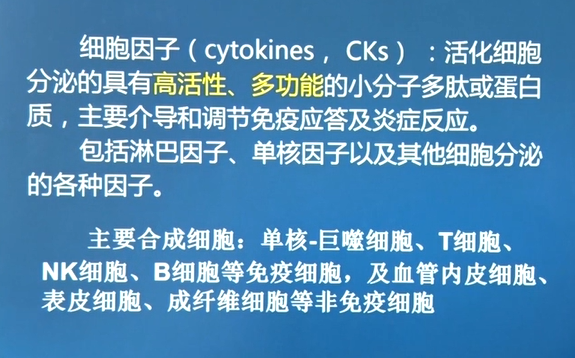 细胞因子（cytokines，CKs）：活化细胞
分泌的具有高活性、多功能的小分子多肽或蛋白
质，主要介导和调节免疫应答及炎症反应。
包括淋巴因子、单核因子以及其他细胞分泌
的各种因子。
主要合成细胞：单核-巨噬细胞、T细胞、
NK细胞、B细胞等免疫细胞，及血管内皮细胞、
表皮细胞、成纤维细胞等非免疫细胞